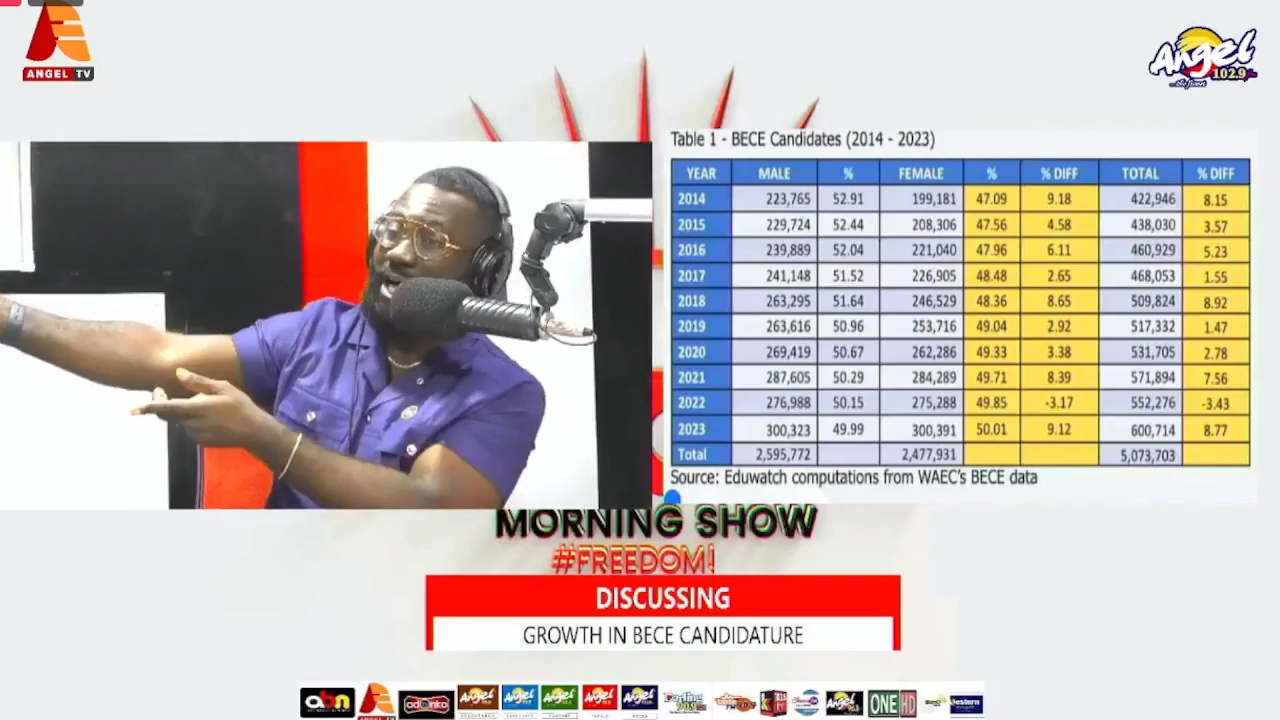 ANGEL TV
Angel
102.9
Table 1 - BECE Candidates (2014 - 2023)
YEAR MALE % FEMALE % % DIFF TOTAL % DIFF
2014 223,765 52.91 199,181 47.09 9.18 422,946 8.15
2015 229,724 52.44 208,306 47.56 4.58 438,030 3.57
2016 239,889 52.04 221,040 47.96 6.11 460,929 5.23
2017 241,148 51.52 226,905 48.48 2.65 468,053 1.55
2018 263,295 51.64 246,529 48.36 8.65 509,824 8.92
2019 263,616 50.96 253,716 49.04 2.92 517,332 1.47
2020 269,419 50.67 262,286 49.33 3.38 531,705 2.78
2021 287,605 50.29 284,289 49.71 8.39 571,894 7.56
2022 276,988 50.15 275,288 49.85 -3.17 552,276 -3.43
2023 300,323 49.99 300,391 50.01 9.12 600,714 8.77
Total 2,595,772 2,477,931 5,073,703
Source: Eduwatch computations from WAEC's BECE data
MORNING SHOW
#FREEDOM!
DISCUSSING
GROWTH IN BECE CANDIDATURE
abn ANGEL TV adonko Angel Angel Angel Angel Angel Angel ONE HD